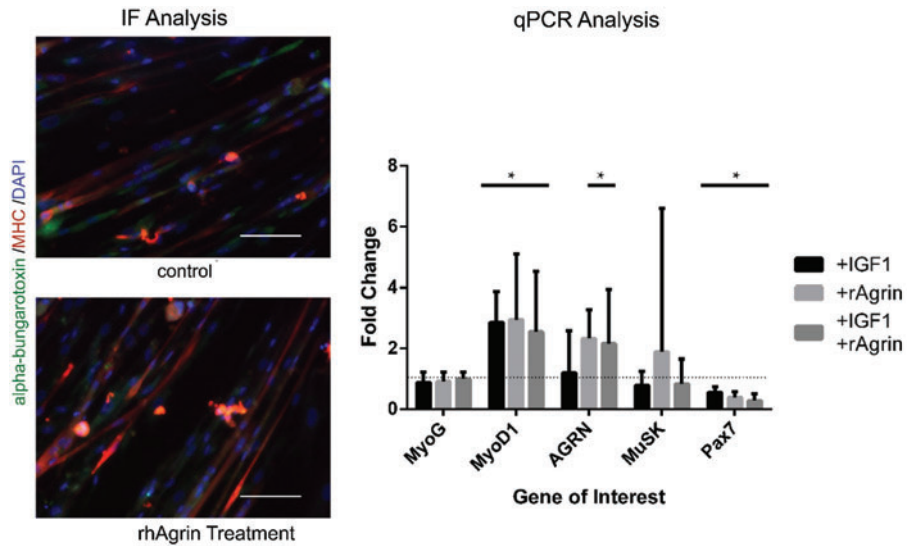 IF Analysis
alpha-bungarotoxin /MHC /DAPI
control
rhAgrin Treatment
qPCR Analysis
Fold Change
8
6
4
2
0
* * *
MyoG
MyoD1
AGRN
MuSK
Pax7
Gene of Interest
+IGF1
+rAgrin
+IGF1
+rAgrin